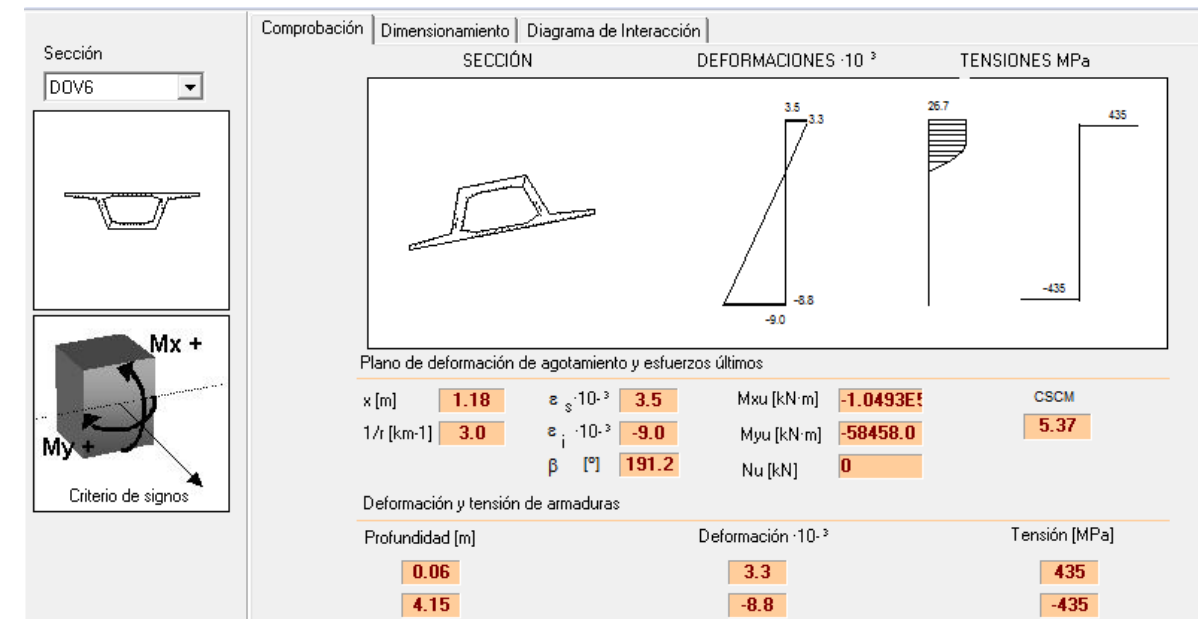 Comprobación Dimensionamiento Diagrama de Interacción
Sección
DOV6
SECCIÓN DEFORMACIONES ·10 ³ TENSIONES MPa
3.5
3.3
-8.8
-9.0
26.7
435
-435
Mx +
My +
Criterio de signos
Plano de deformación de agotamiento y esfuerzos últimos
x [m] 1.18 ε s ·10-³ 3.5 Mxu [kN·m] -1.0493E5 CSCM
1/r [km-1] 3.0 ε i ·10-³ -9.0 Myu [kN·m] -58458.0 5.37
β [º] 191.2 Nu [kN] 0
Deformación y tensión de armaduras
Profundidad [m] Deformación ·10-³ Tensión [MPa]
0.06 3.3 435
4.15 -8.8 -435